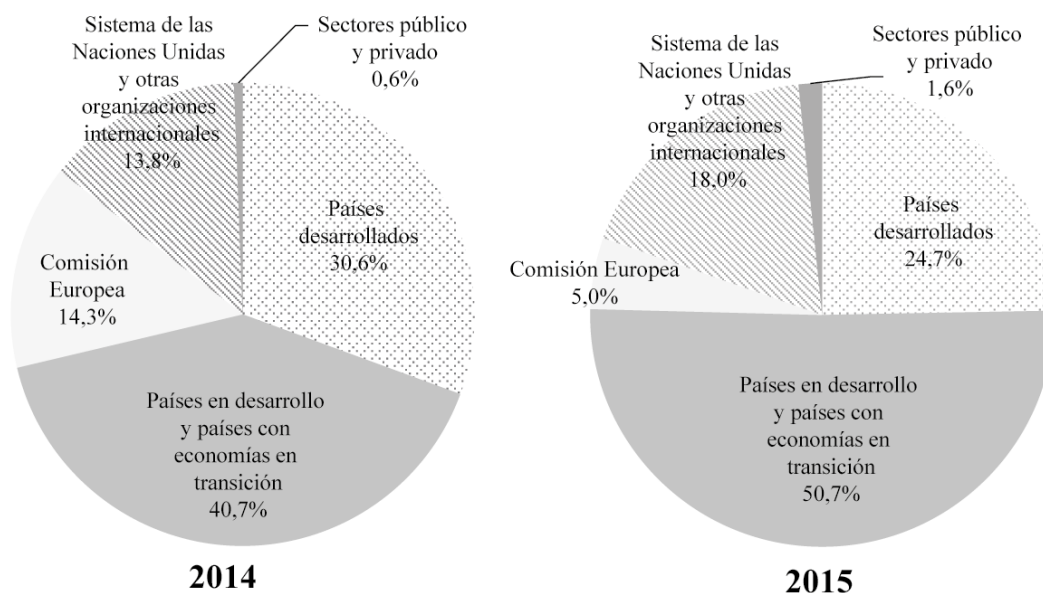 Sistema de las
Naciones Unidas
y otras
organizaciones
internacionales
13,8%
Sectores público
y privado
0,6%
Países
desarrollados
30,6%
Comisión
Europea
14,3%
Países en desarrollo
y países con
economías en
transición
40,7%
2014
Sistema de las
Naciones Unidas
y otras
organizaciones
internacionales
18,0%
Sectores público
y privado
1,6%
Países
desarrollados
24,7%
Comisión Europea
5,0%
Países en desarrollo
y países con
economías en
transición
50,7%
2015